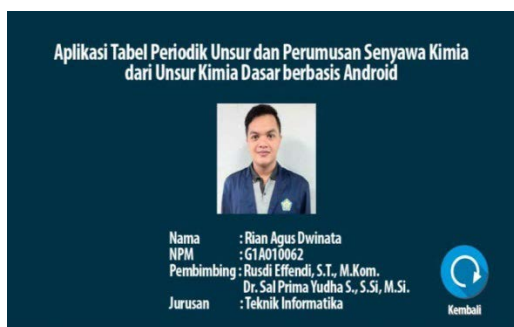 Aplikasi Tabel Periodik Unsur dan Perumusan Senyawa Kimia
dari Unsur Kimia Dasar berbasis Android
Nama : Rian Agus Dwinata
NPM : G1A010062
Pembimbing : Rusdi Effendi, S.T., M.Kom.
Dr. Sal Prima Yudha S., S.Si, M.Si.
Jurusan : Teknik Informatika
Kembali